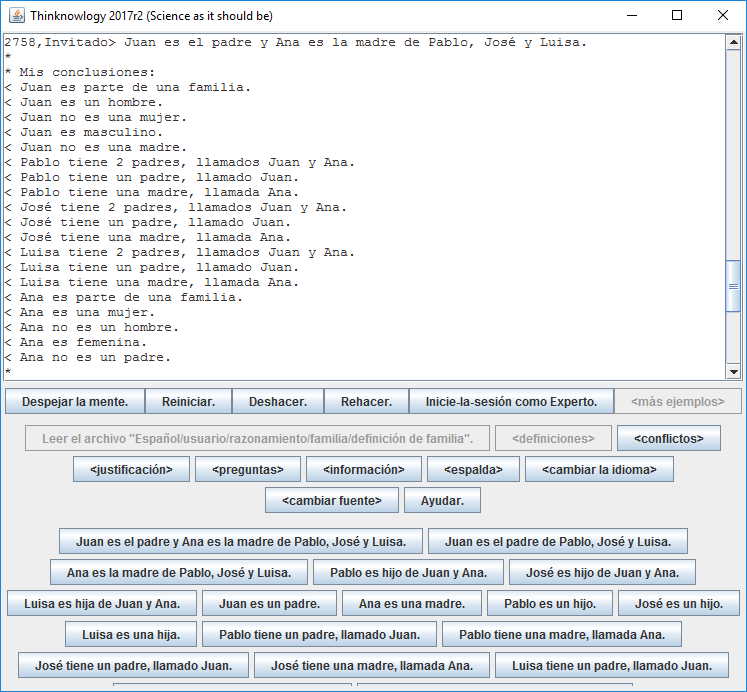 Thinknowlogy 2017r2 (Science as it should be)
2758,Invitado> Juan es el padre y Ana es la madre de Pablo, José y Luisa.
*
* Mis conclusiones:
< Juan es parte de una familia.
< Juan es un hombre.
< Juan no es una mujer.
< Juan es masculino.
< Juan no es una madre.
< Pablo tiene 2 padres, llamados Juan y Ana.
< Pablo tiene un padre, llamado Juan.
< Pablo tiene una madre, llamada Ana.
< José tiene 2 padres, llamados Juan y Ana.
< José tiene un padre, llamado Juan.
< José tiene una madre, llamada Ana.
< Luisa tiene 2 padres, llamados Juan y Ana.
< Luisa tiene un padre, llamado Juan.
< Luisa tiene una madre, llamada Ana.
< Ana es parte de una familia.
< Ana es una mujer.
< Ana no es un hombre.
< Ana es femenina.
< Ana no es un padre.
*
Despejar la mente. Reiniciar. Deshacer. Rehacer. Inicie-la-sesión como Experto. <más ejemplos>
Leer el archivo "Español/usuario/razonamiento/familia/definición de familia". <definiciones> <conflictos>
<justificación> <preguntas> <información> <espalda> <cambiar la idioma>
<cambiar fuente> Ayudar.
Juan es el padre y Ana es la madre de Pablo, José y Luisa. Juan es el padre de Pablo, José y Luisa.
Ana es la madre de Pablo, José y Luisa. Pablo es hijo de Juan y Ana. José es hijo de Juan y Ana.
Luisa es hija de Juan y Ana. Juan es un padre. Ana es una madre. Pablo es un hijo. José es un hijo.
Luisa es una hija. Pablo tiene un padre, llamado Juan. Pablo tiene una madre, llamada Ana.
José tiene un padre, llamado Juan. José tiene una madre, llamada Ana. Luisa tiene un padre, llamado Juan.